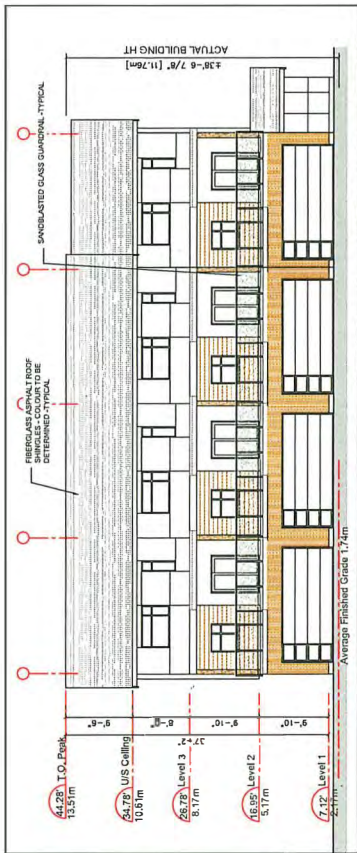 FIBERGLASS ASPHALT ROOF
SHINGLES - COLOUR TO BE
DETERMINED -TYPICAL
SANDBLASTED GLASS GUARDRAIL -TYPICAL
±38'-6 7/8" [11.76m]
ACTUAL BUILDING HT
44.28' T.O. Peak
13.51m
34.78' U/S Ceiling
10.61m
26.78' Level 3
8.17m
16.95' Level 2
5.17m
7.12' Level 1
2.17m
9'-6"
9'-10"
9'-10"
37'-2"
Average Finished Grade 1.74m